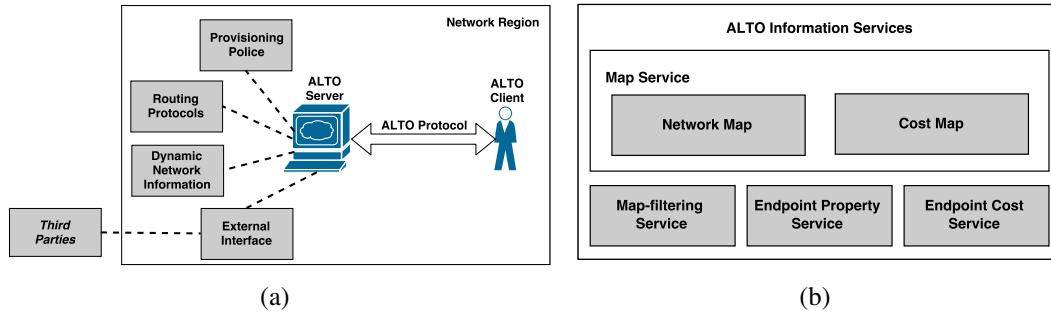 Network Region
Provisioning
Police
ALTO
Server
ALTO
Client
Routing
Protocols
ALTO Protocol
Dynamic
Network
Information
Third
Parties
External
Interface
(a)
ALTO Information Services
Map Service
Network Map
Cost Map
Map-filtering
Service
Endpoint Property
Service
Endpoint Cost
Service
(b)